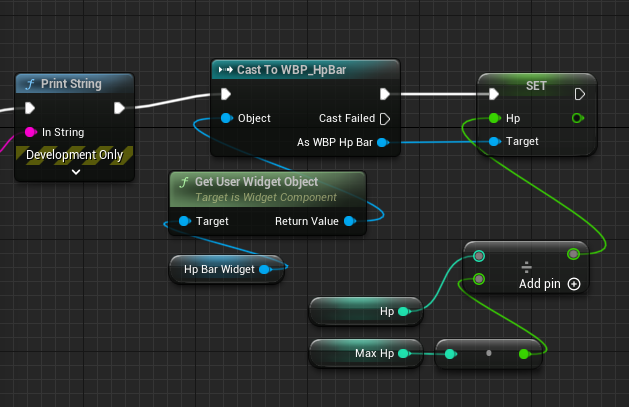 Print String
In String
Development Only
Cast To WBP_HpBar
Object
Cast Failed
As WBP Hp Bar
SET
Hp
Target
Get User Widget Object
Target is Widget Component
Target
Return Value
Hp Bar Widget
Add pin
Hp
Max Hp